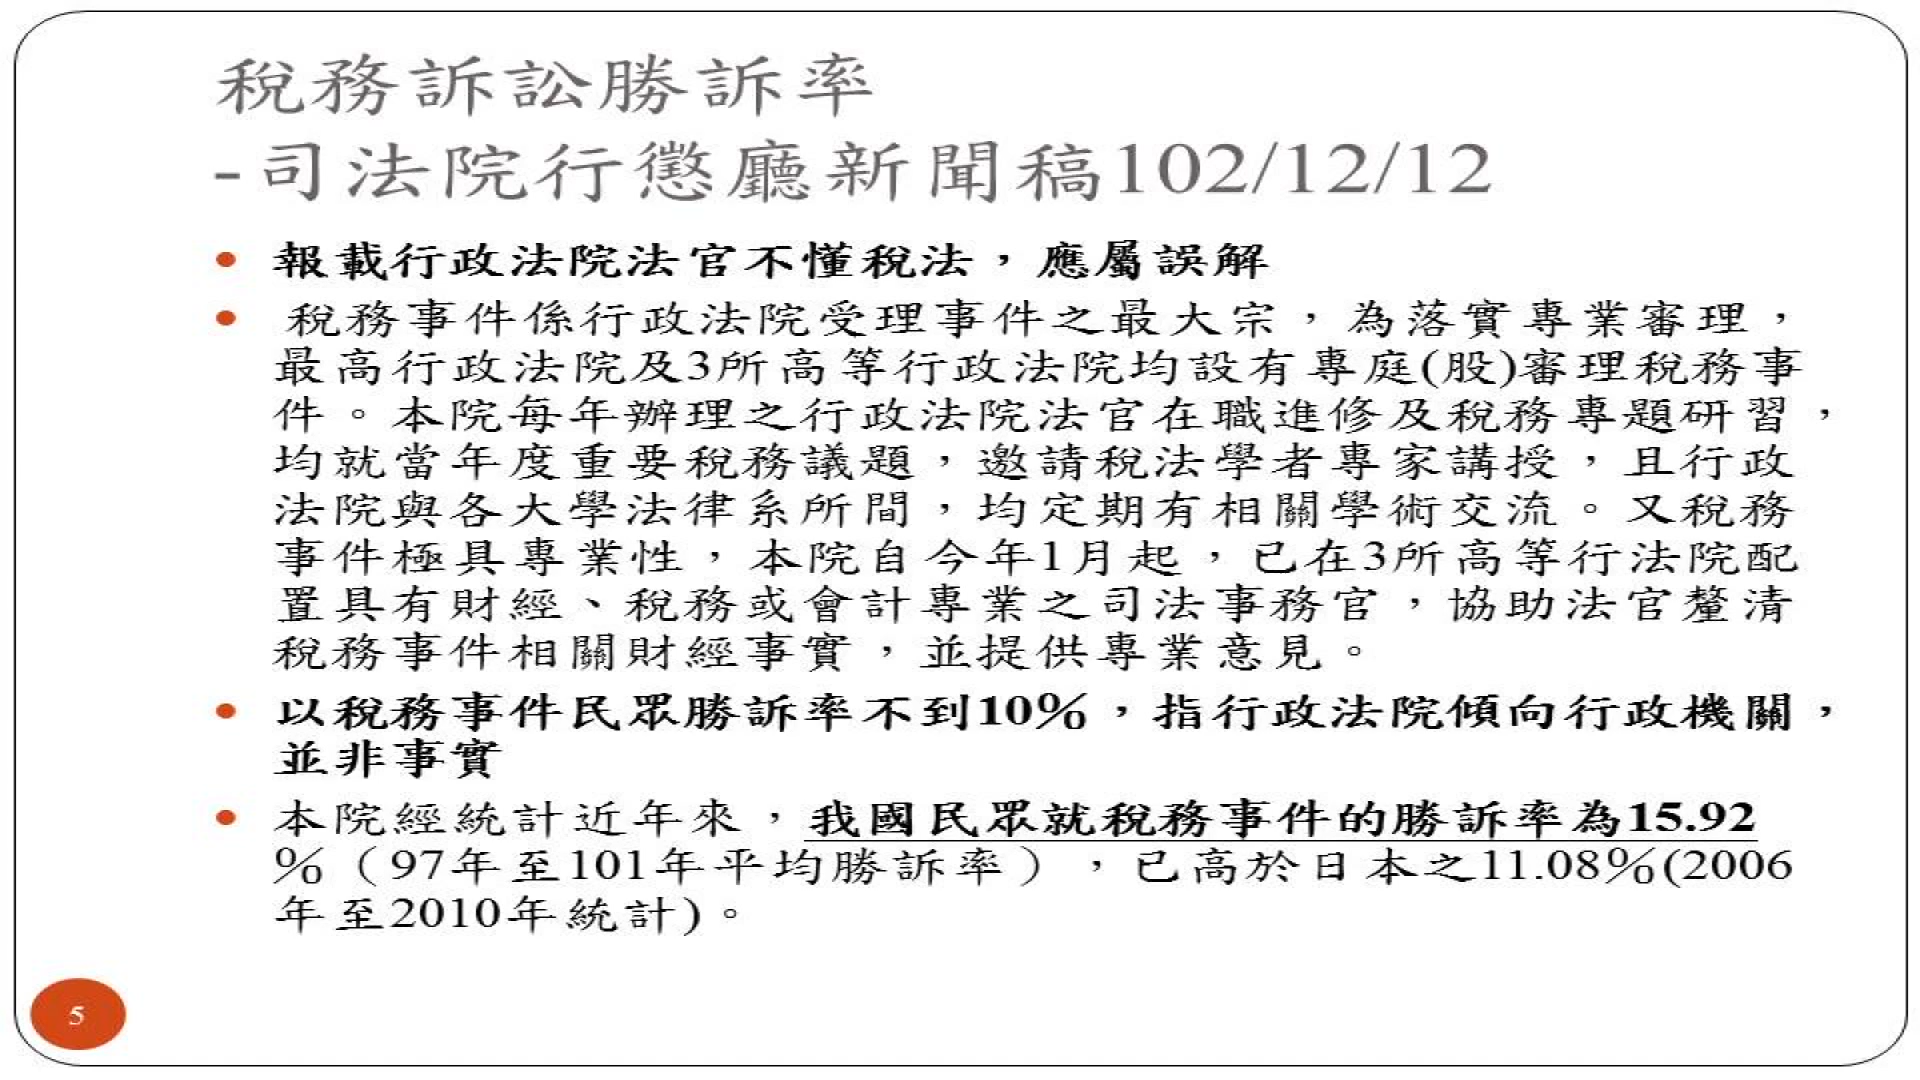 稅務訴訟勝訴率
-司法院行懲廳新聞稿102/12/12
• 報載行政法院法官不懂稅法，應屬誤解
• 稅務事件係行政法院受理事件之最大宗，為落實專業審理，
最高行政法院及3所高等行政法院均設有專庭(股)審理稅務事
件。本院每年辦理之行政法院法官在職進修及稅務專題研習，
均就當年度重要稅務議題，邀請稅法學者專家講授，且行政
法院與各大學法律系所間，均定期有相關學術交流。又稅務
事件極具專業性，本院自今年1月起，已在3所高等行法院配
置具有財經、稅務或會計專業之司法事務官，協助法官釐清
稅務事件相關財經事實，並提供專業意見。
• 以稅務事件民眾勝訴率不到10%，指行政法院傾向行政機關，
並非事實
• 本院經統計近年來，我國民眾就稅務事件的勝訴率為15.92
%（97年至101年平均勝訴率），已高於日本之11.08%(2006
年至2010年統計)。
5